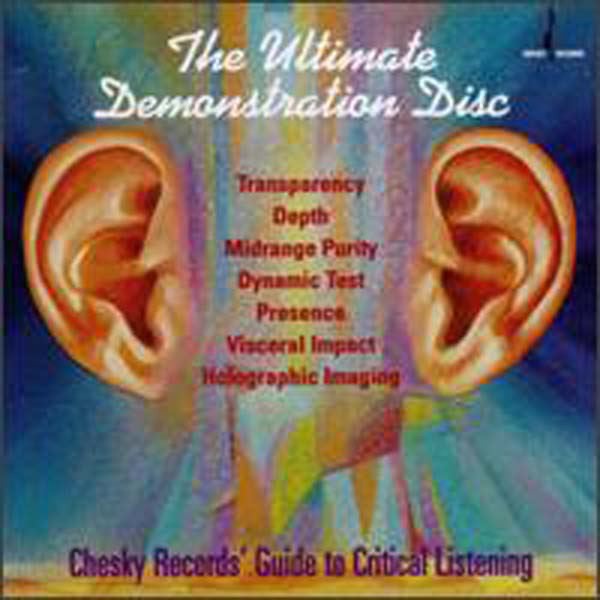 The Ultimate
Demonstration Disc
Transparency
Depth
Midrange Purity
Dynamic Test
Presence
Visceral Impact
Holographic Imaging
Chesky Records' Guide to Critical Listening